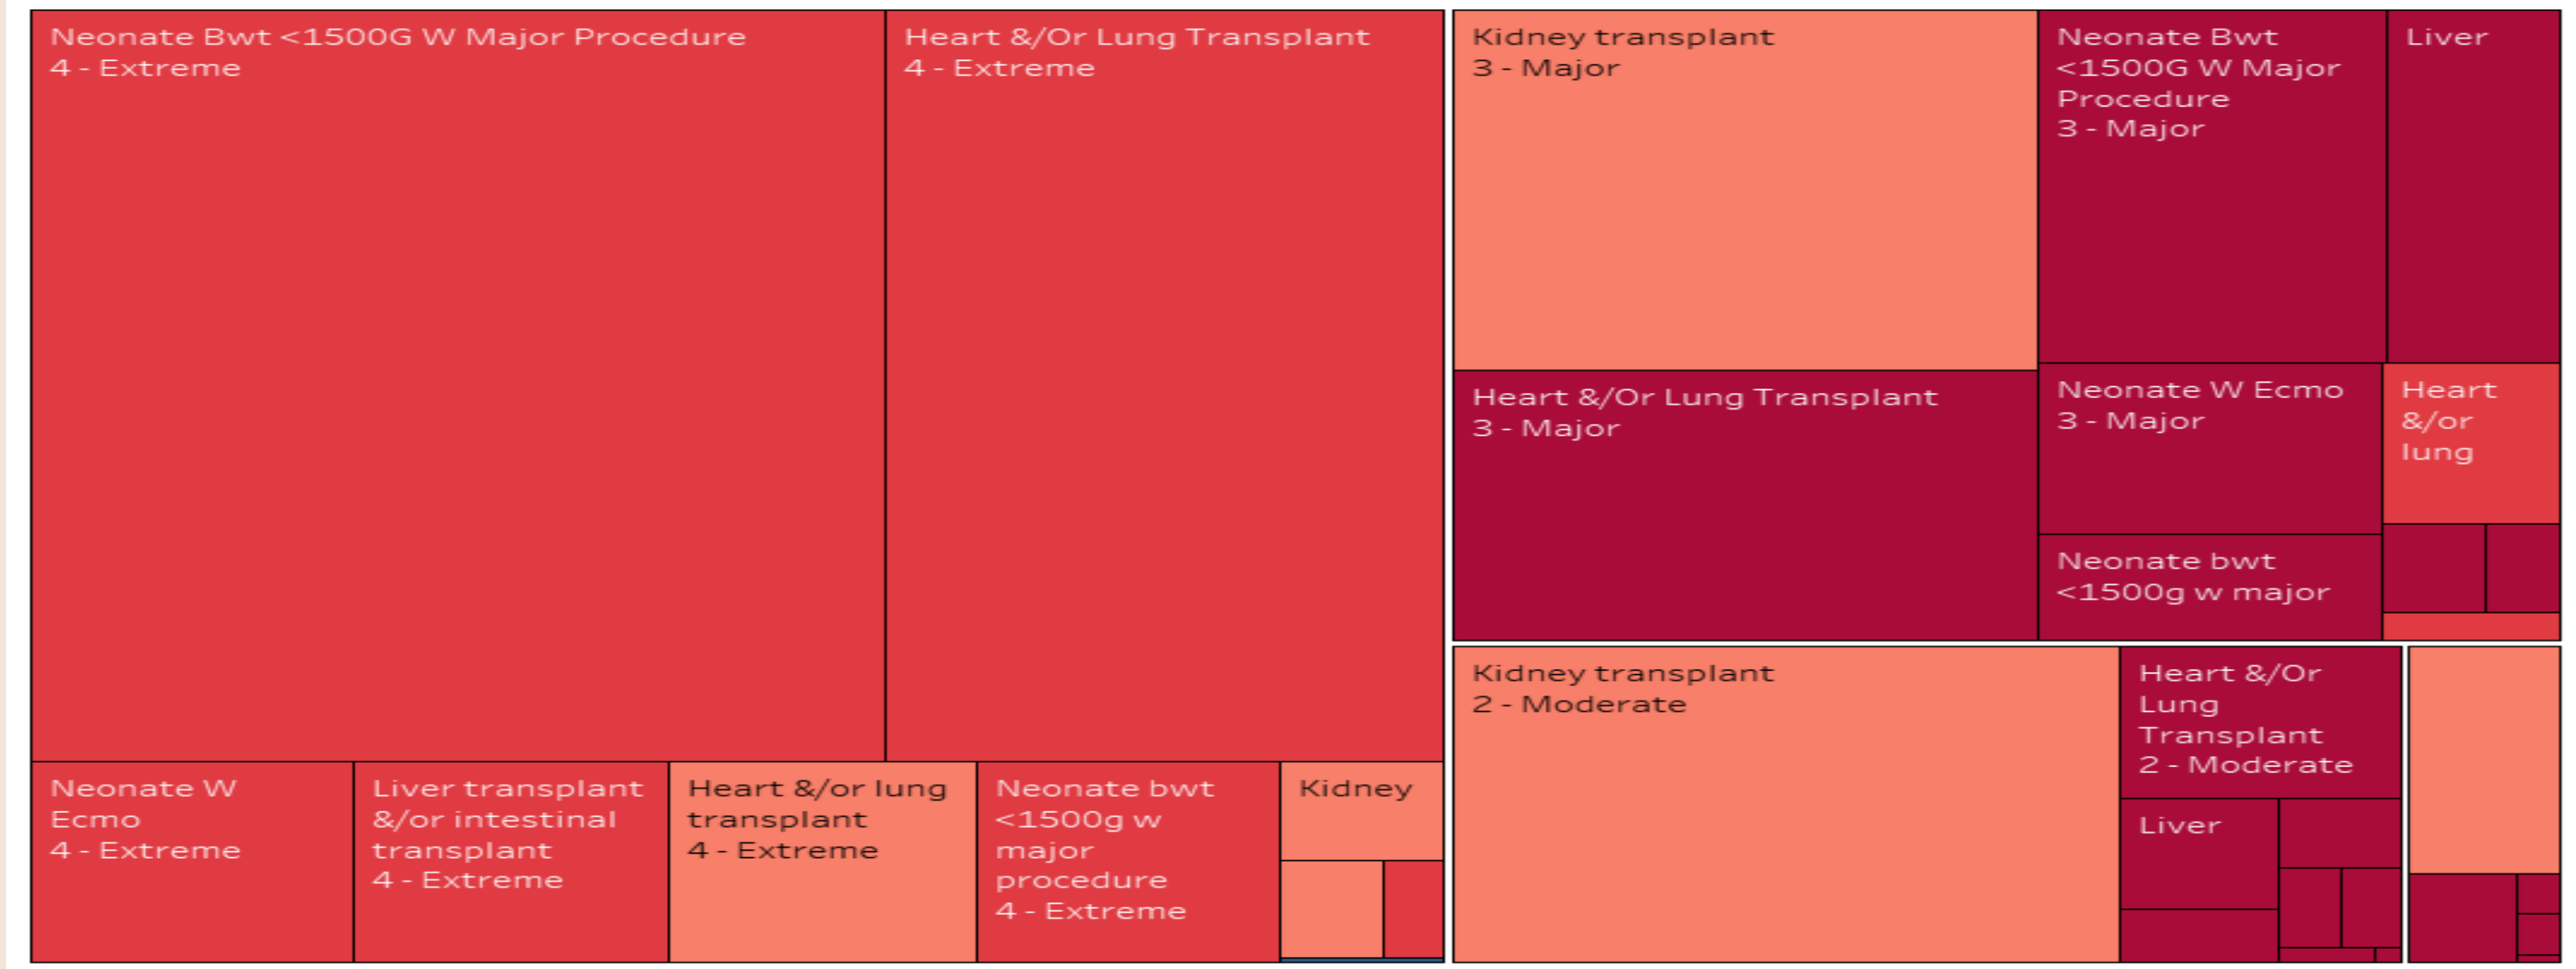 Neonate Bwt <1500G W Major Procedure
4 - Extreme
Heart &/Or Lung Transplant
4 - Extreme
Neonate W
Ecmo
4 - Extreme
Liver transplant
&/or intestinal
transplant
4 - Extreme
Heart &/or lung
transplant
4 - Extreme
Neonate bwt
<1500g w
major
procedure
4 - Extreme
Kidney
Kidney transplant
3 - Major
Heart &/Or Lung Transplant
3 - Major
Neonate Bwt
<1500G W Major
Procedure
3 - Major
Liver
Neonate W Ecmo
3 - Major
Heart
&/or
lung
Neonate bwt
<1500g w major
Kidney transplant
2 - Moderate
Heart &/Or
Lung
Transplant
2 - Moderate
Liver